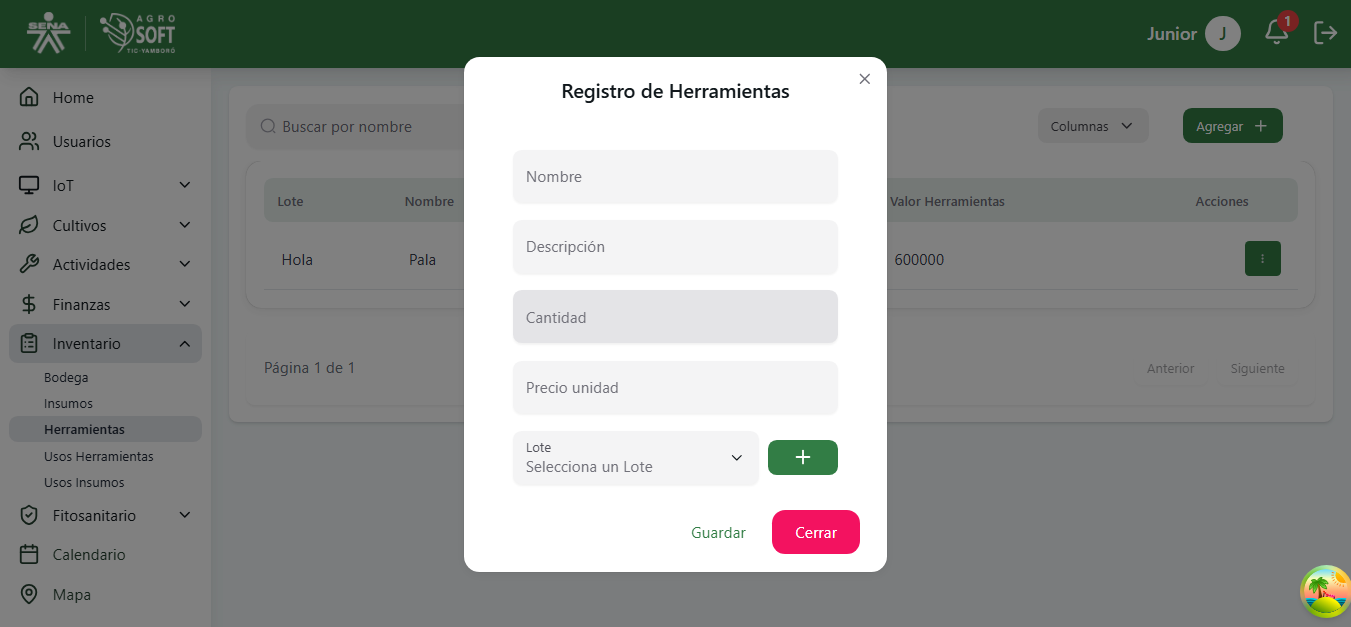 SENA
AGRO
SOFT
TIC-YAMBORÓ
Junior
J
1
Home
Usuarios
IoT
Cultivos
Actividades
Finanzas
Inventario
Bodega
Insumos
Herramientas
Usos Herramientas
Usos Insumos
Fitosanitario
Calendario
Mapa
Buscar por nombre
Columnas
Agregar
Lote Nombre Valor Herramientas Acciones
Hola Pala 600000
Página 1 de 1
Anterior Siguiente
Registro de Herramientas
Nombre
Descripción
Cantidad
Precio unidad
Lote
Selecciona un Lote
Guardar
Cerrar